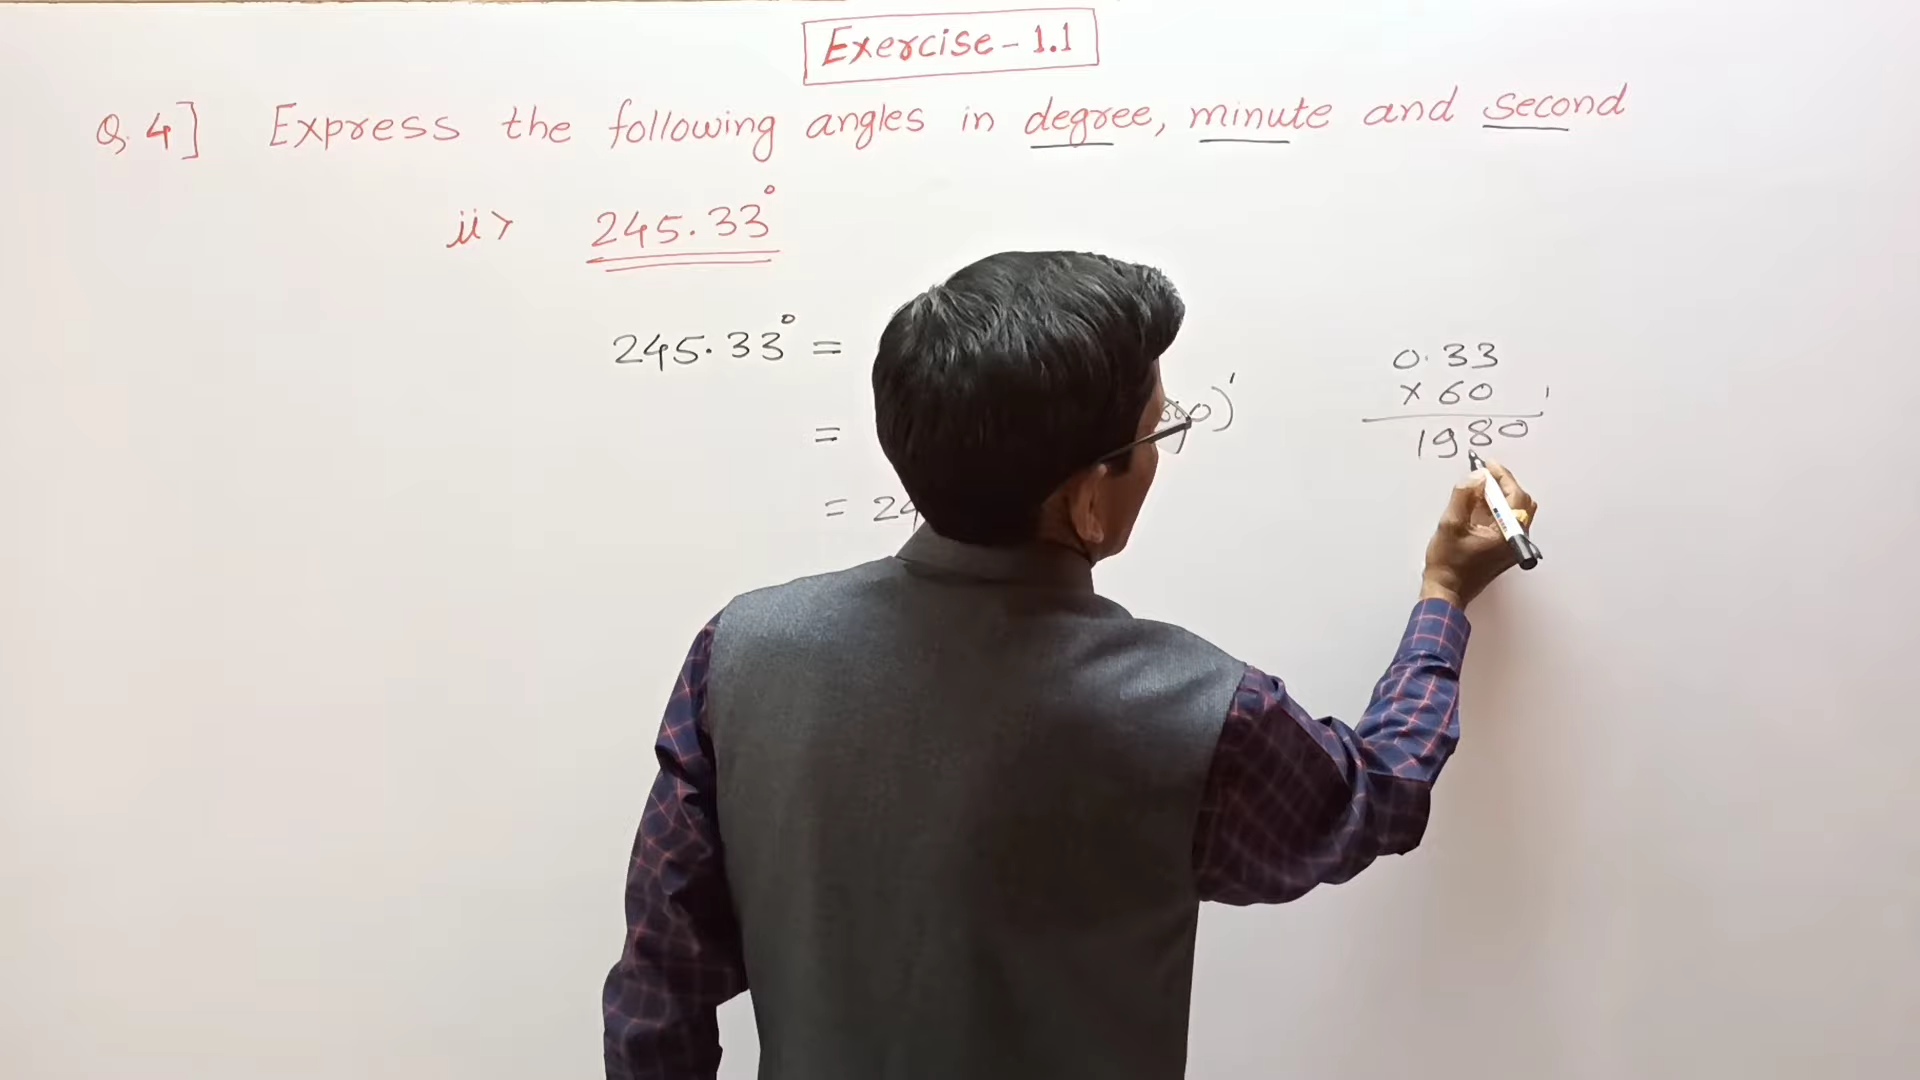 Exercise - 1.1
Q. 4] Express the following angles in degree, minute and second
ii> 245.33°
245.33° =
= 60)'
= 24
0.33
× 60
1980